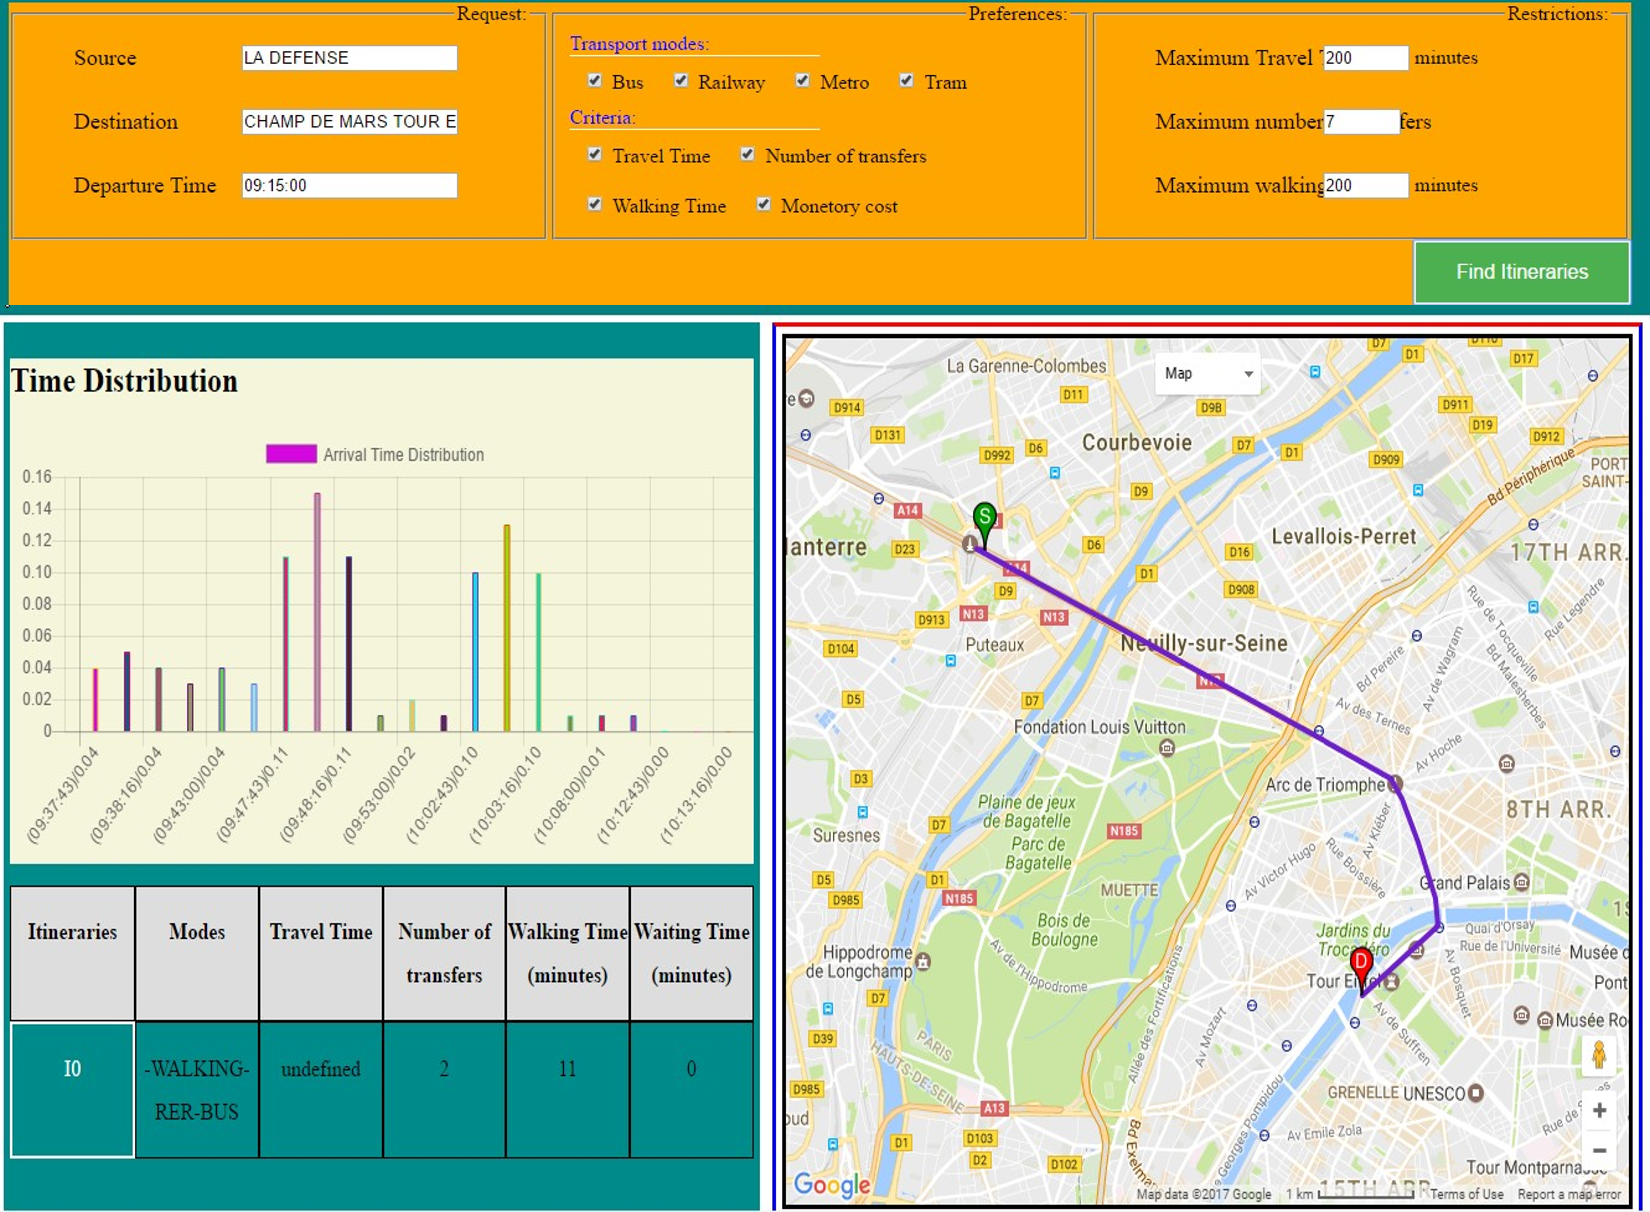 Request:
Source LA DEFENSE
Destination CHAMP DE MARS TOUR E
Departure Time 09:15:00
Preferences:
Transport modes:
Bus Railway Metro Tram
Criteria:
Travel Time Number of transfers
Walking Time Monetory cost
Restrictions:
Maximum Travel 200 minutes
Maximum number 7 fers
Maximum walking 200 minutes
Find Itineraries
Time Distribution
Arrival Time Distribution
0.16
0.14
0.12
0.10
0.08
0.06
0.04
0.02
0
(09:37:43)/0.04
(09:38:16)/0.04
(09:43:00)/0.04
(09:47:43)/0.11
(09:48:16)/0.11
(09:53:00)/0.02
(10:02:43)/0.10
(10:03:16)/0.10
(10:08:00)/0.01
(10:12:43)/0.00
(10:13:16)/0.00
Itineraries Modes Travel Time Number of transfers Walking Time (minutes) Waiting Time (minutes)
I0 -WALKING-RER-BUS undefined 2 11 0
Map
La Garenne-Colombes
D7
D1
D17
D11
D914
D9B
D911
D19
D912
D131
Courbevoie
D992
D6
D7
D1
D909
Bd Périphérique
PORT
SAINT-
D9
A14
S
Levallois-Perret
lanterre
D23
D6
D16
17TH ARR.
A14
D1
D908
D9
N13
N13
D913
Puteaux
D104
Neuilly-sur-Seine
Rue de Tocqueville
Rue Legendre
Bd Malesherbes
Av de Wagram
Bd Pereire
D5
D7
Av des Ternes
Fondation Louis Vuitton
Av Hoche
D3
Arc de Triomphe
Plaine de jeux
de Bagatelle
Parc de
Bagatelle
8TH ARR.
Suresnes
D7
N185
Av Kléber
Av Victor Hugo
Rue Boissière
D5
D1
D985
N185
MUETTE
Grand Palais
Bois de
Boulogne
Jardins du
Trocadéro
Quai d'Orsay
Rue de l'Université
Musée d
Hippodrome
de Longchamp
Av de l'Hippodrome
D
Tour Eiffel
Av Bosquet
Pont
D7
Allée des Fortifications
Av Mozart
Av de Suffren
Musée Ro
D39
PARIS
HAUTS-DE-SEINE
D985
GRENELLE
UNESCO
A13
Georges Pompidou
Av Emile Zola
D1
D103
D2
D102
Bd Exelman
Tour Montparnasse
15TH ARR
Google
Map data ©2017 Google 1 km Terms of Use Report a map error